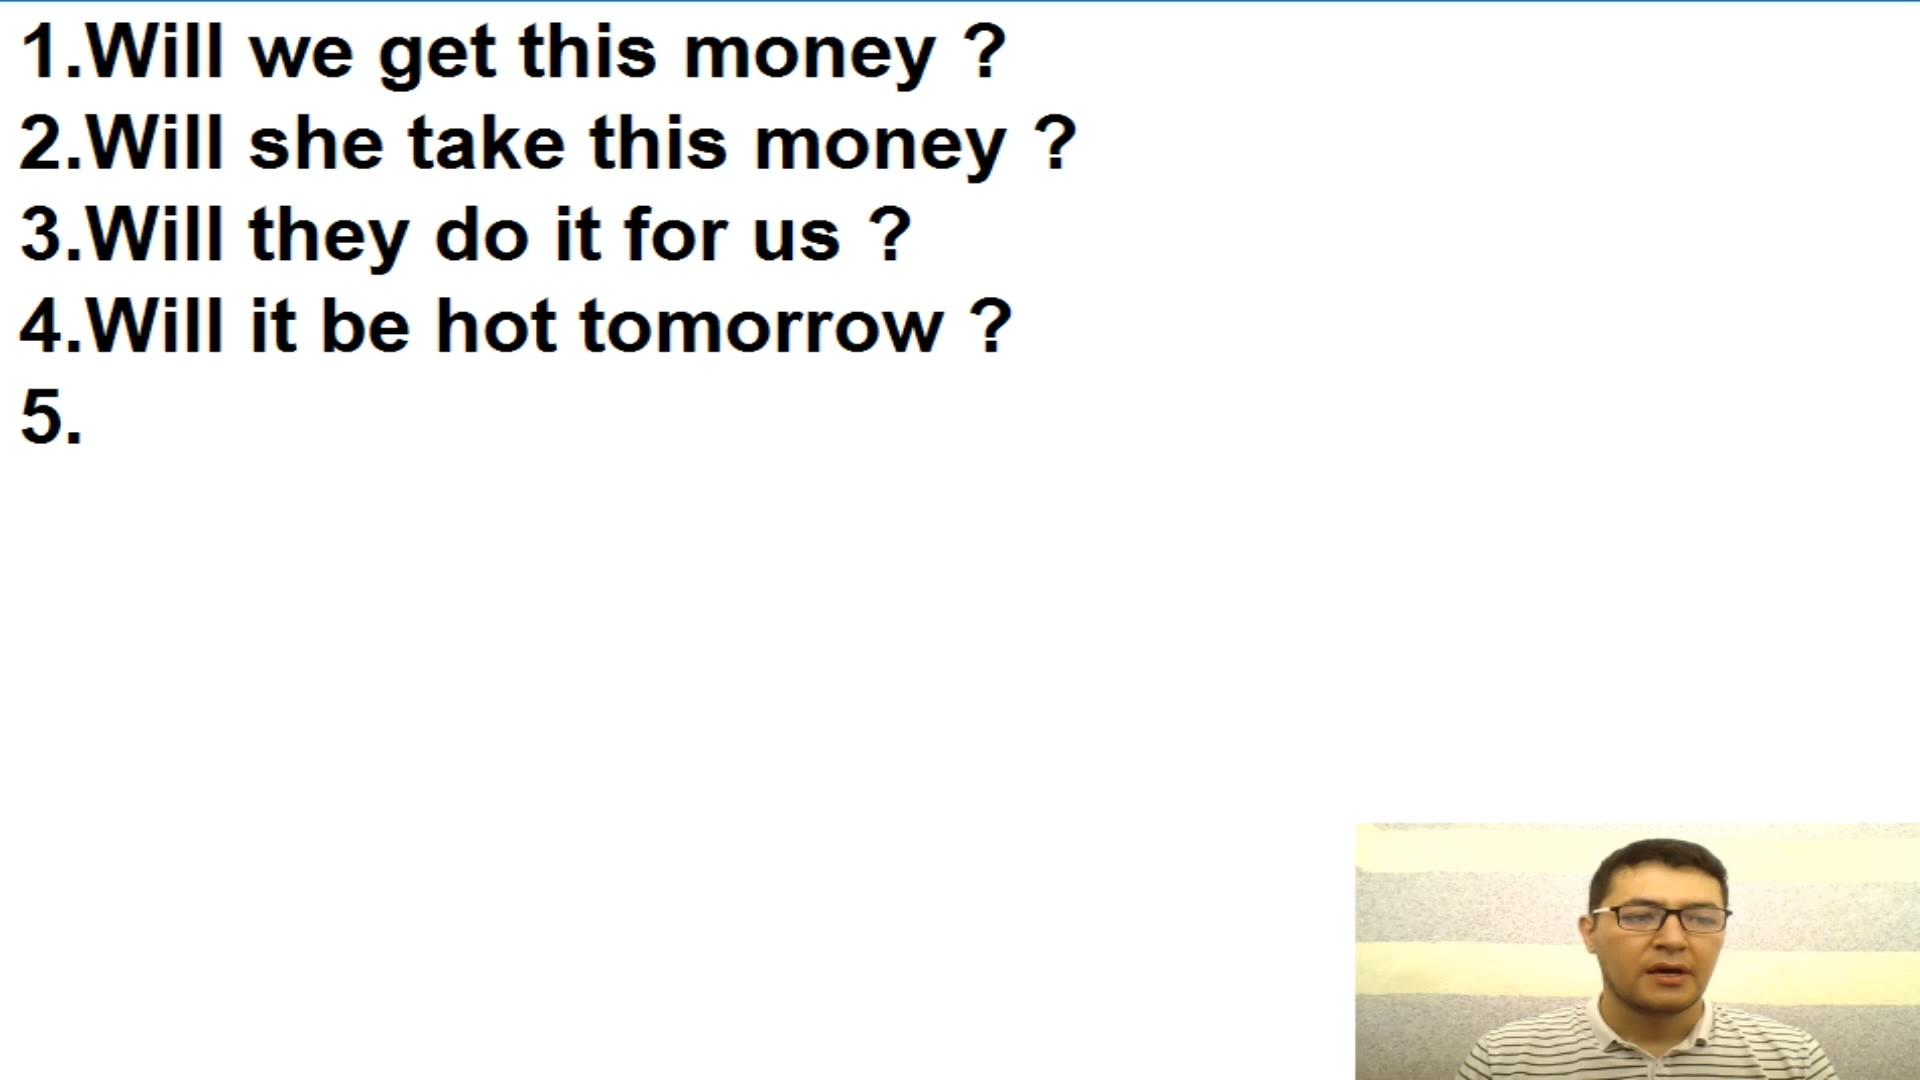 1.Will we get this money ?
2.Will she take this money ?
3.Will they do it for us ?
4.Will it be hot tomorrow ?
5.